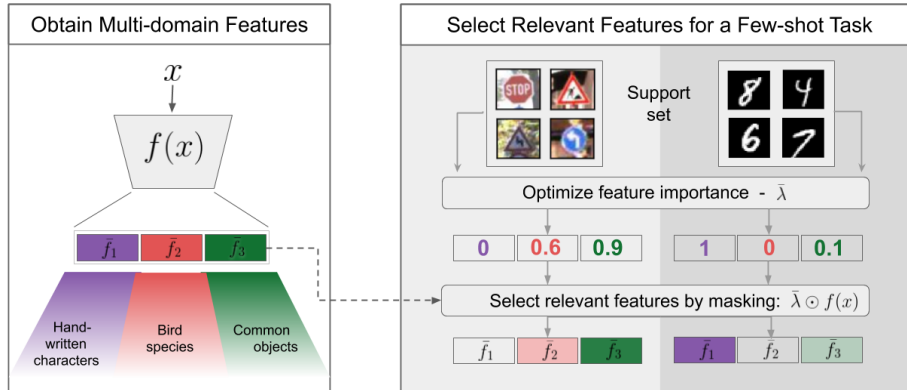 Obtain Multi-domain Features
x
f(x)
f̄₁ f̄₂ f̄₃
Hand-
written
characters
Bird
species
Common
objects
Select Relevant Features for a Few-shot Task
Support
set
STOP
8 4
6 7
Optimize feature importance - λ̄
0 0.6 0.9
1 0 0.1
Select relevant features by masking: λ̄ ⊙ f(x)
f̄₁ f̄₂ f̄₃
f̄₁ f̄₂ f̄₃